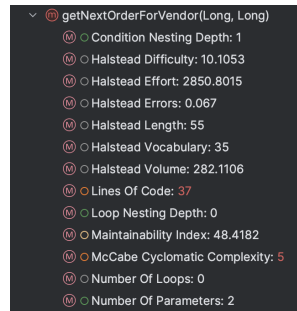 getNextOrderForVendor(Long, Long)
Condition Nesting Depth: 1
Halstead Difficulty: 10.1053
Halstead Effort: 2850.8015
Halstead Errors: 0.067
Halstead Length: 55
Halstead Vocabulary: 35
Halstead Volume: 282.1106
Lines Of Code: 37
Loop Nesting Depth: 0
Maintainability Index: 48.4182
McCabe Cyclomatic Complexity: 5
Number Of Loops: 0
Number Of Parameters: 2